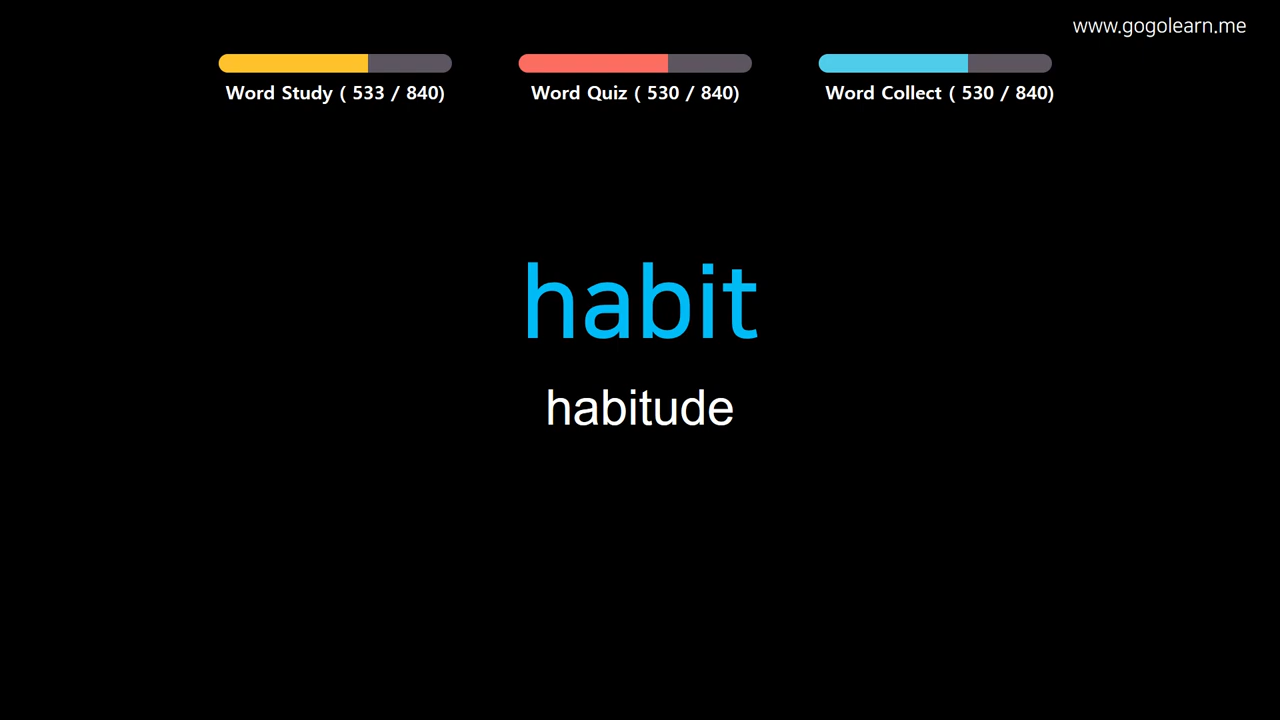 www.gogolearn.me
Word Study ( 533 / 840)
Word Quiz ( 530 / 840)
Word Collect ( 530 / 840)
habit
habitude